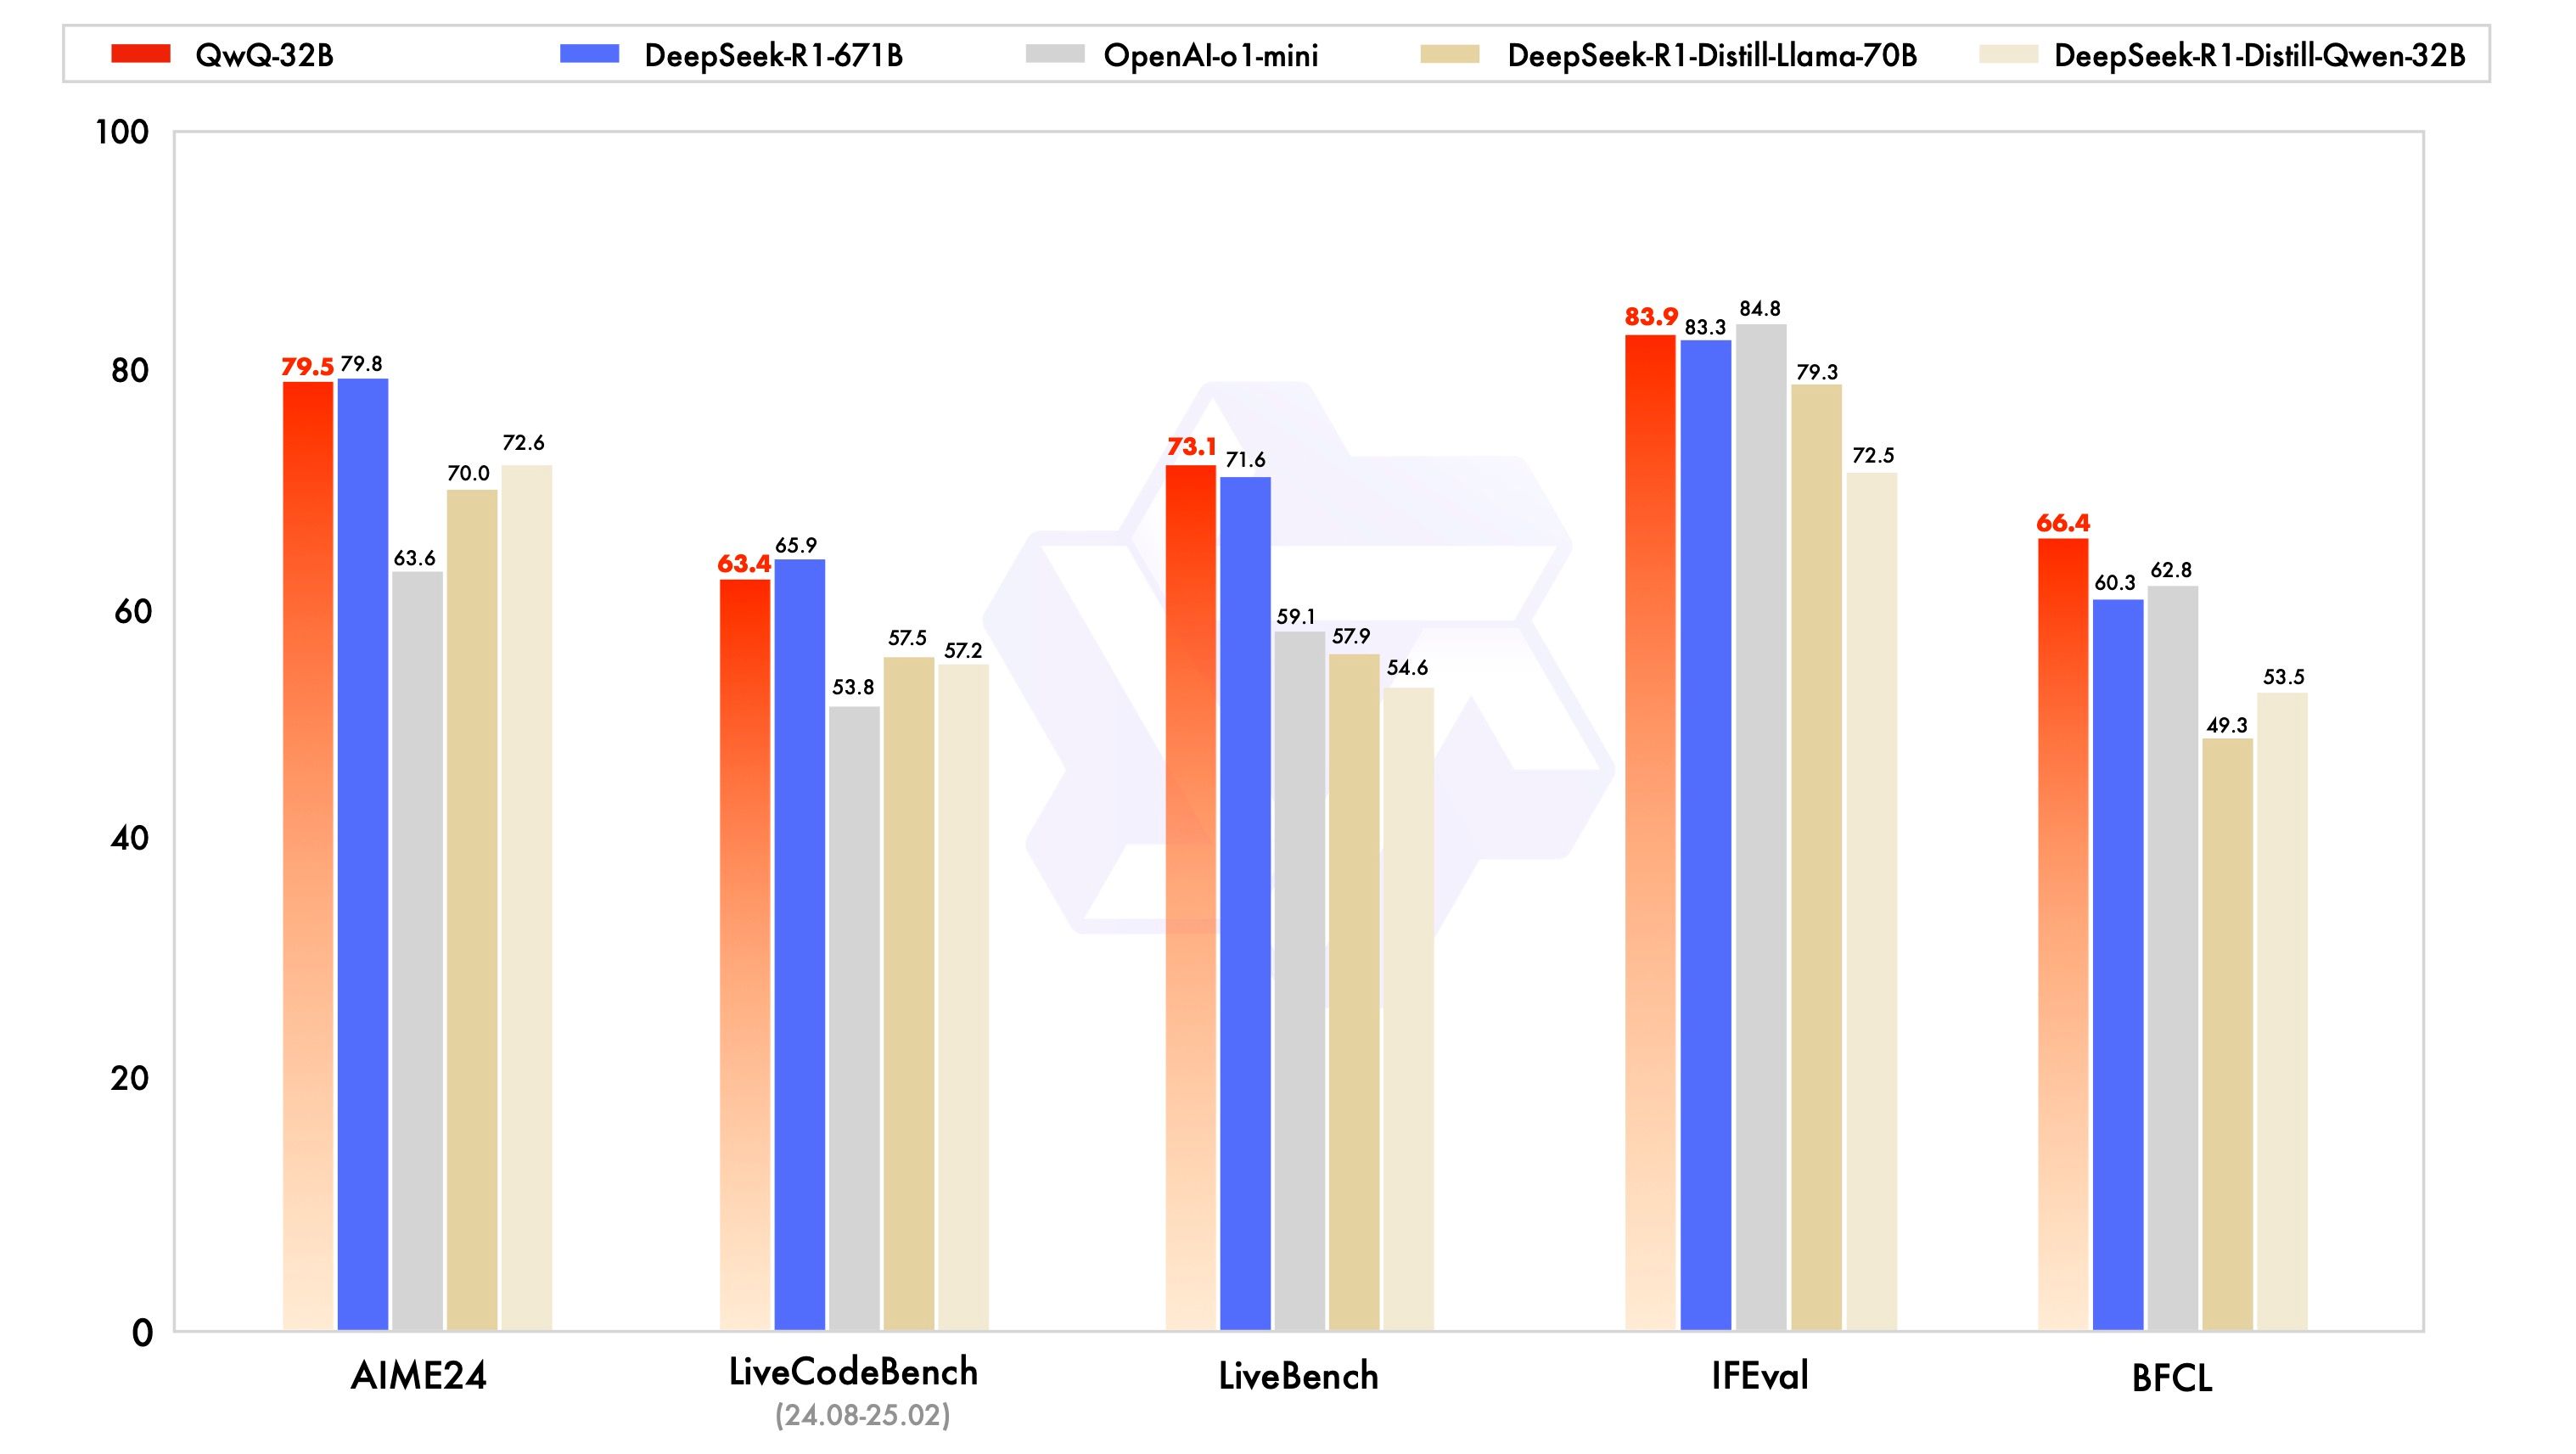 QwQ-32B DeepSeek-R1-671B OpenAI-o1-mini DeepSeek-R1-Distill-Llama-70B DeepSeek-R1-Distill-Qwen-32B
100
80
60
40
20
0
79.5 79.8 63.6 70.0 72.6
63.4 65.9 53.8 57.5 57.2
73.1 71.6 59.1 57.9 54.6
83.9 83.3 84.8 79.3 72.5
66.4 60.3 62.8 49.3 53.5
AIME24 LiveCodeBench LiveBench IFEval BFCL
(24.08-25.02)